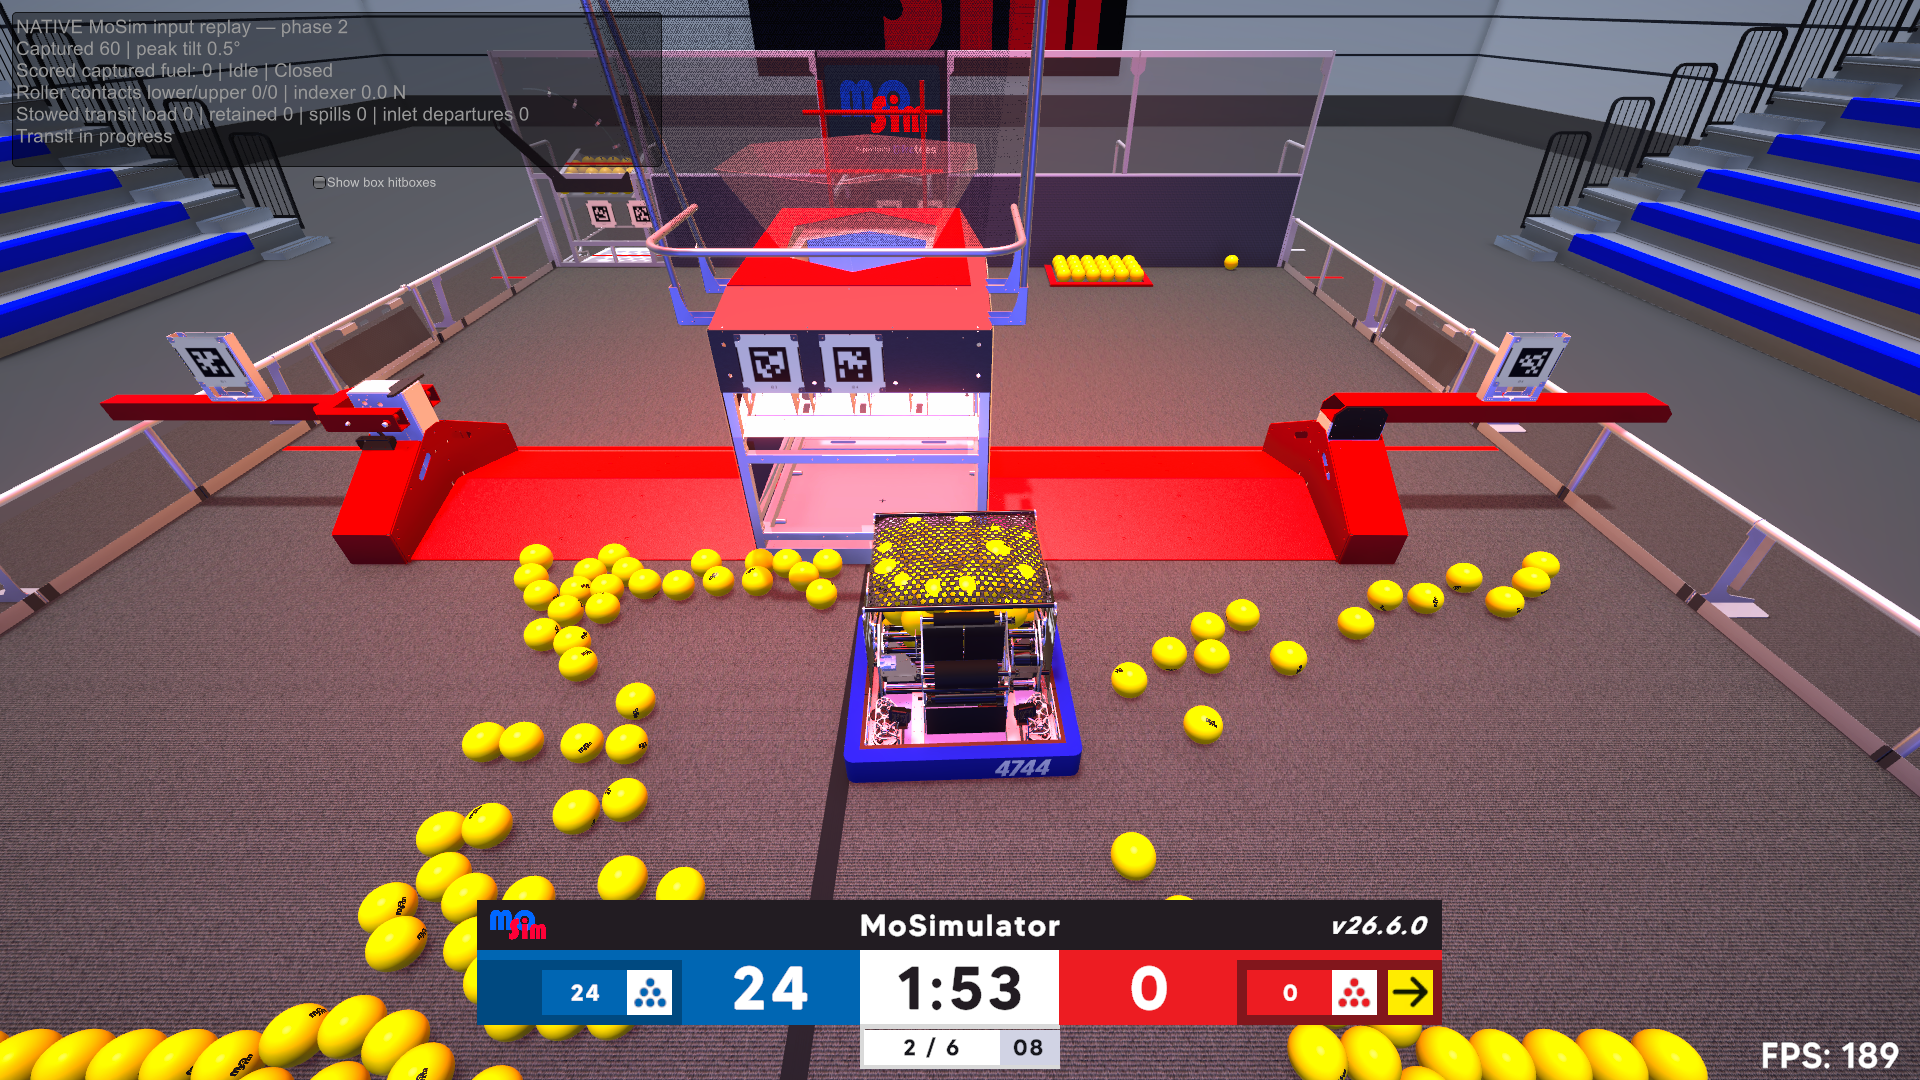 NATIVE MoSim input replay — phase 2
Captured 60 | peak tilt 0.5°
Scored captured fuel: 0 | Idle | Closed
Roller contacts lower/upper 0/0 | indexer 0.0 N
Stowed transit load 0 | retained 0 | spills 0 | inlet departures 0
Transit in progress
Show box hitboxes
mosim
4744
mosim
MoSimulator
v26.6.0
24
24
1:53
0
0
2 / 6
08
FPS: 189